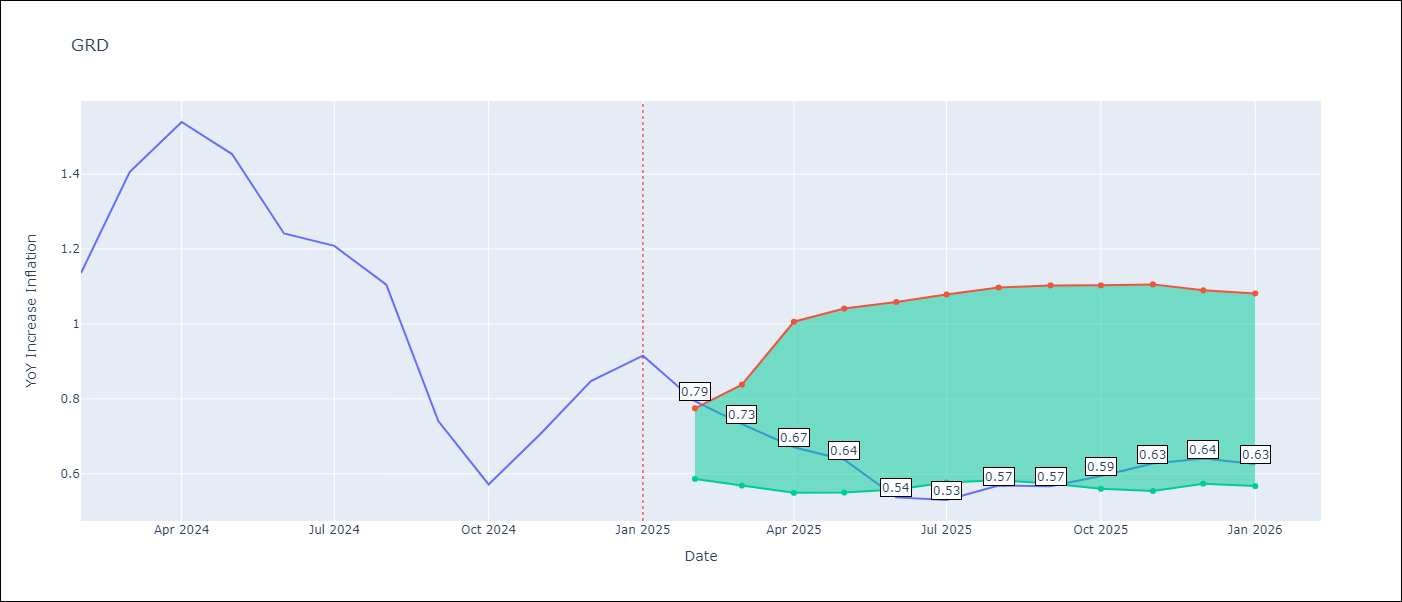 GRD
YoY Increase Inflation
1.4
1.2
1
0.8
0.6
0.79
0.73
0.67
0.64
0.54
0.53
0.57
0.57
0.59
0.63
0.64
0.63
Apr 2024
Jul 2024
Oct 2024
Jan 2025
Apr 2025
Jul 2025
Oct 2025
Jan 2026
Date